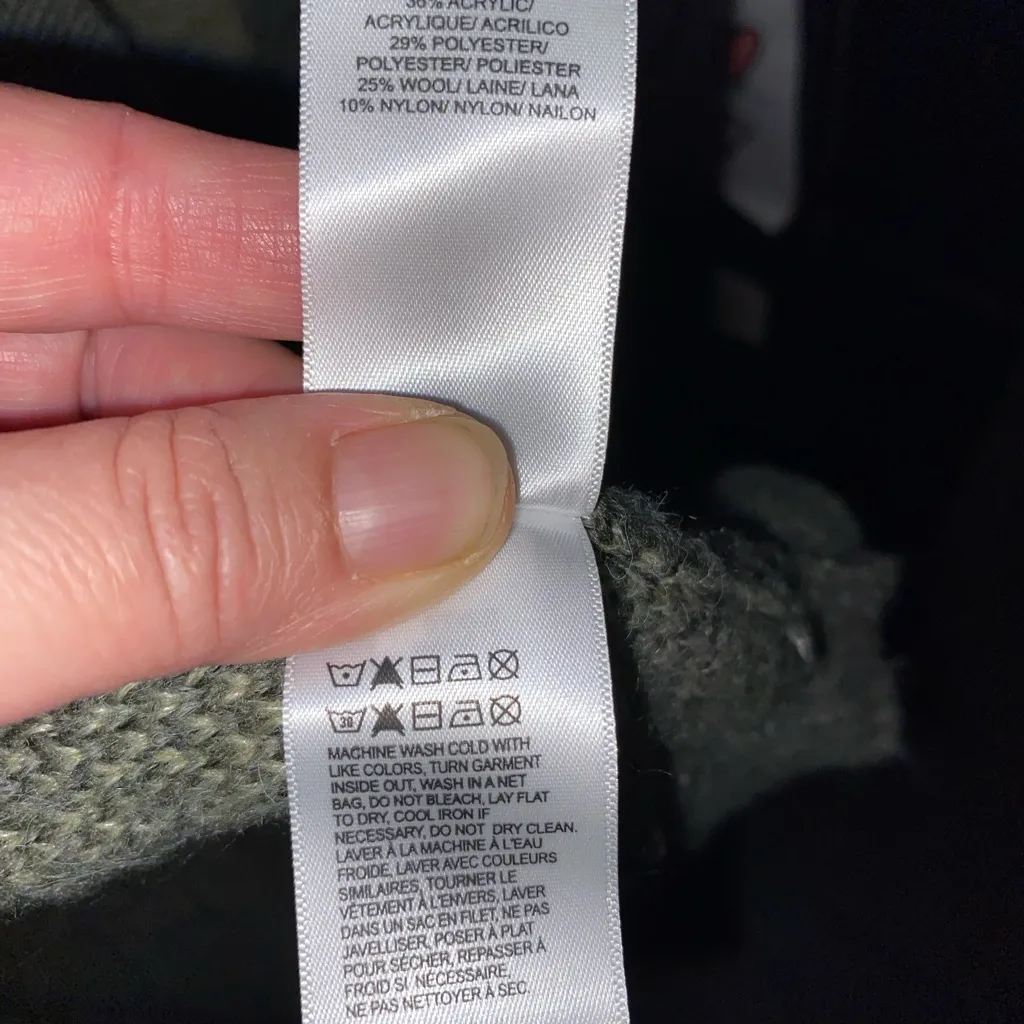 36% ACRYLIC/
ACRYLIQUE/ ACRILICO
29% POLYESTER/
POLYESTER/ POLIESTER
25% WOOL/ LAINE/ LANA
10% NYLON/ NYLON/ NAILON
30
MACHINE WASH COLD WITH
LIKE COLORS, TURN GARMENT
INSIDE OUT, WASH IN A NET
BAG, DO NOT BLEACH, LAY FLAT
TO DRY, COOL IRON IF
NECESSARY, DO NOT DRY CLEAN.
LAVER À LA MACHINE À L'EAU
FROIDE, LAVER AVEC COULEURS
SIMILAIRES, TOURNER LE
VÊTEMENT À L'ENVERS, LAVER
DANS UN SAC EN FILET, NE PAS
JAVELLISER, POSER À PLAT
POUR SÉCHER, REPASSER À
FROID SI NÉCESSAIRE,
NE PAS NETTOYER À SEC.